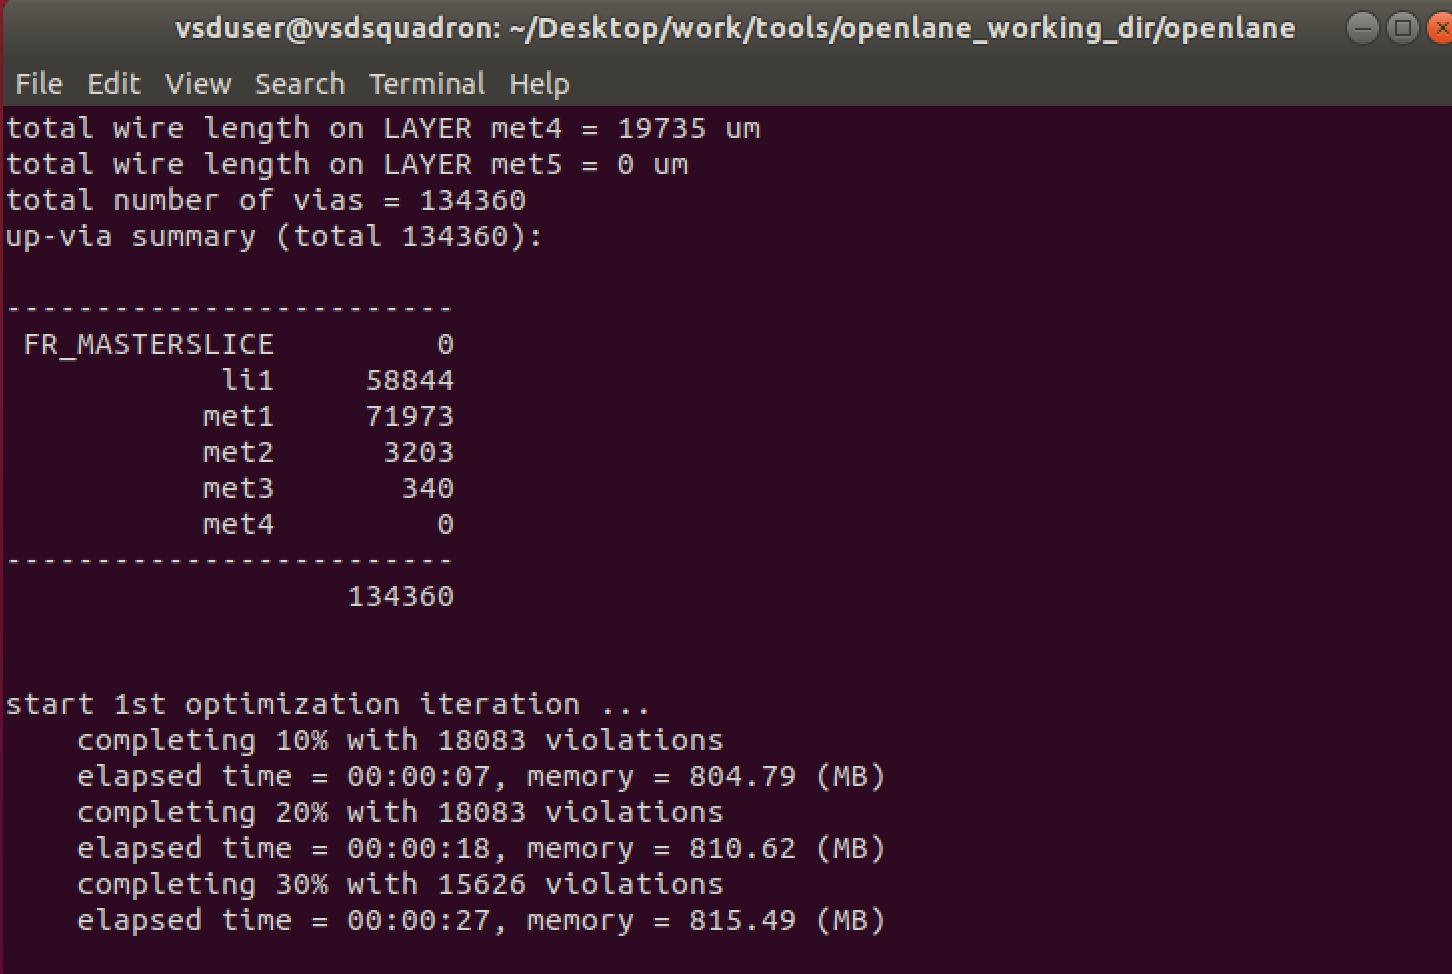 vsduser@vsdsquadron: ~/Desktop/work/tools/openlane_working_dir/openlane
File Edit View Search Terminal Help
total wire length on LAYER met4 = 19735 um
total wire length on LAYER met5 = 0 um
total number of vias = 134360
up-via summary (total 134360):
-------------------------
FR_MASTERSLICE 0
li1 58844
met1 71973
met2 3203
met3 340
met4 0
-------------------------
134360
start 1st optimization iteration ...
completing 10% with 18083 violations
elapsed time = 00:00:07, memory = 804.79 (MB)
completing 20% with 18083 violations
elapsed time = 00:00:18, memory = 810.62 (MB)
completing 30% with 15626 violations
elapsed time = 00:00:27, memory = 815.49 (MB)